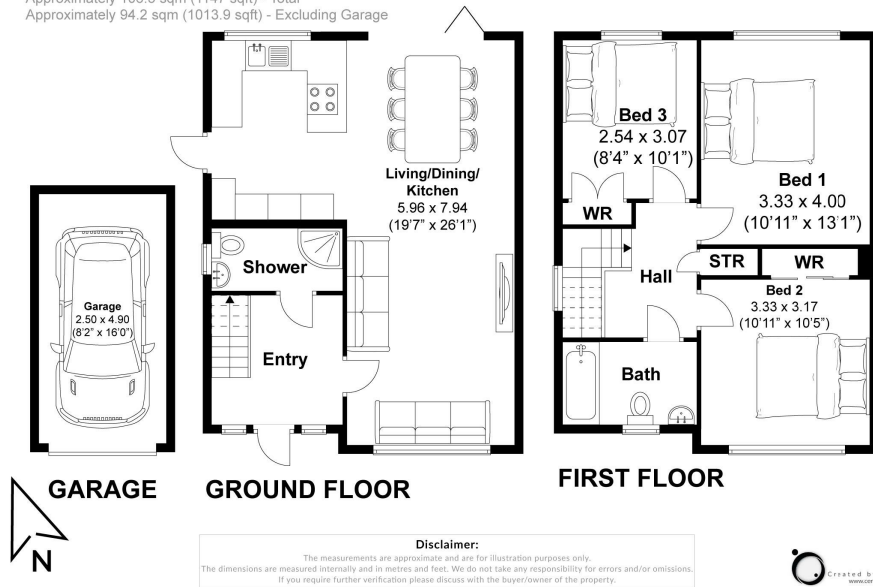 Approximately 94.2 sqm (1013.9 sqft) - Excluding Garage
Living/Dining/
Kitchen
5.96 x 7.94
(19'7" x 26'1")
Shower
Entry
Garage
2.50 x 4.90
(8'2" x 16'0")
Bed 3
2.54 x 3.07
(8'4" x 10'1")
WR
Bed 1
3.33 x 4.00
(10'11" x 13'1")
STR
WR
Hall
Bed 2
3.33 x 3.17
(10'11" x 10'5")
Bath
GARAGE
GROUND FLOOR
FIRST FLOOR
N
Disclaimer:
The measurements are approximate and are for illustration purposes only.
The dimensions are measured internally and in metres and feet. We do not take any responsibility for errors and/or omissions.
If you require further verification please discuss with the buyer/owner of the property.
Created b
www.cor